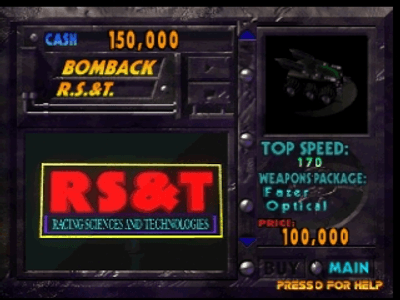 CASH 150,000
BOMBACK
R.S.&T.
RS&T
RACING SCIENCES AND TECHNOLOGIES
TOP SPEED:
170
WEAPONS PACKAGE:
Fazer
Optical
PRICE:
100,000
BUY MAIN
PRESS O FOR HELP